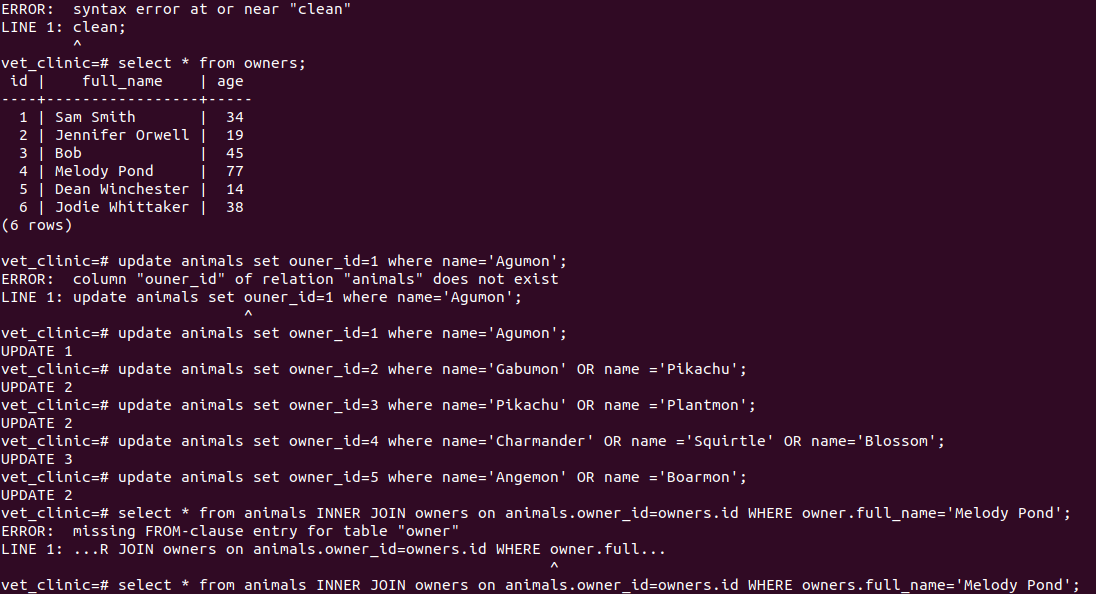 ERROR:  syntax error at or near "clean"
LINE 1: clean;
        ^
vet_clinic=# select * from owners;
 id |    full_name    | age
----+-----------------+-----
  1 | Sam Smith       |  34
  2 | Jennifer Orwell |  19
  3 | Bob             |  45
  4 | Melody Pond     |  77
  5 | Dean Winchester |  14
  6 | Jodie Whittaker |  38
(6 rows)

vet_clinic=# update animals set ouner_id=1 where name='Agumon';
ERROR:  column "ouner_id" of relation "animals" does not exist
LINE 1: update animals set ouner_id=1 where name='Agumon';
                           ^
vet_clinic=# update animals set owner_id=1 where name='Agumon';
UPDATE 1
vet_clinic=# update animals set owner_id=2 where name='Gabumon' OR name ='Pikachu';
UPDATE 2
vet_clinic=# update animals set owner_id=3 where name='Pikachu' OR name ='Plantmon';
UPDATE 2
vet_clinic=# update animals set owner_id=4 where name='Charmander' OR name ='Squirtle' OR name='Blossom';
UPDATE 3
vet_clinic=# update animals set owner_id=5 where name='Angemon' OR name ='Boarmon';
UPDATE 2
vet_clinic=# select * from animals INNER JOIN owners on animals.owner_id=owners.id WHERE owner.full_name='Melody Pond';
ERROR:  missing FROM-clause entry for table "owner"
LINE 1: ...R JOIN owners on animals.owner_id=owners.id WHERE owner.full...
                                                             ^
vet_clinic=# select * from animals INNER JOIN owners on animals.owner_id=owners.id WHERE owners.full_name='Melody Pond';